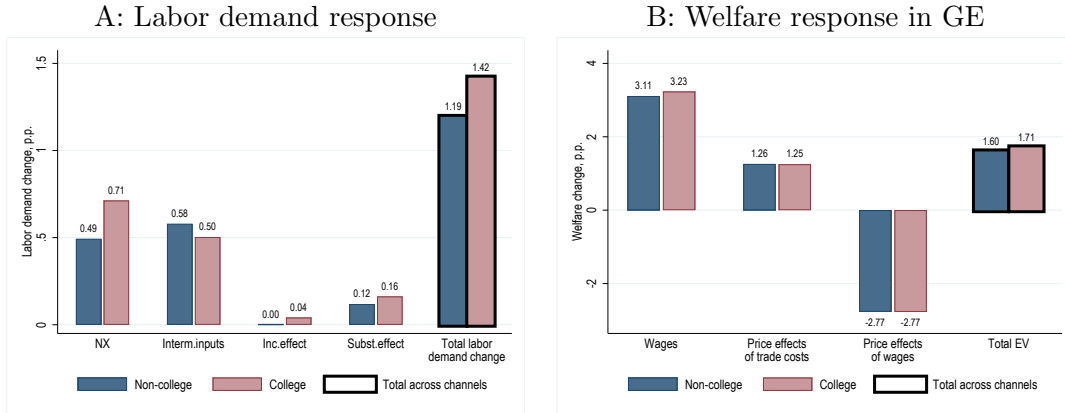 A: Labor demand response
Labor demand change, p.p.
1.5
1
.5
0
0.49
0.71
0.58
0.50
0.00
0.04
0.12
0.16
1.19
1.42
NX
Interm.inputs
Inc.effect
Subst.effect
Total labor
demand change
Non-college
College
Total across channels
B: Welfare response in GE
Welfare change, p.p.
4
2
0
-2
3.11
3.23
1.26
1.25
-2.77
-2.77
1.60
1.71
Wages
Price effects
of trade costs
Price effects
of wages
Total EV
Non-college
College
Total across channels